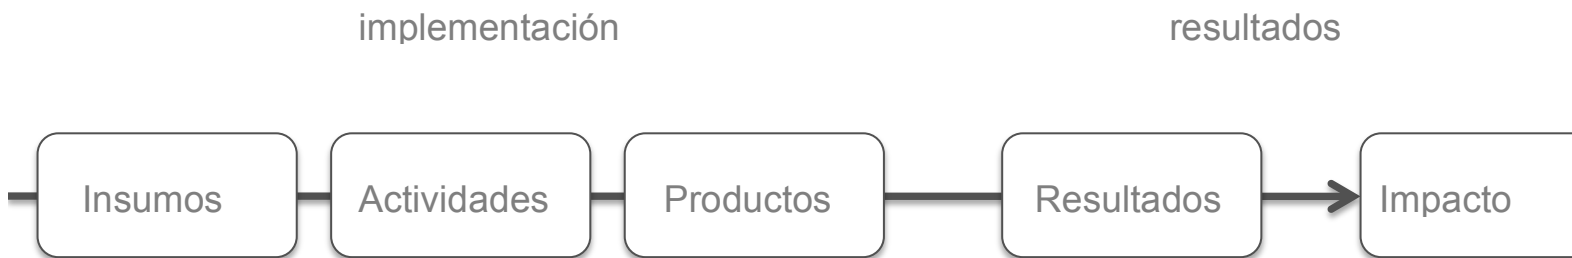 implementación resultados
Insumos Actividades Productos Resultados Impacto